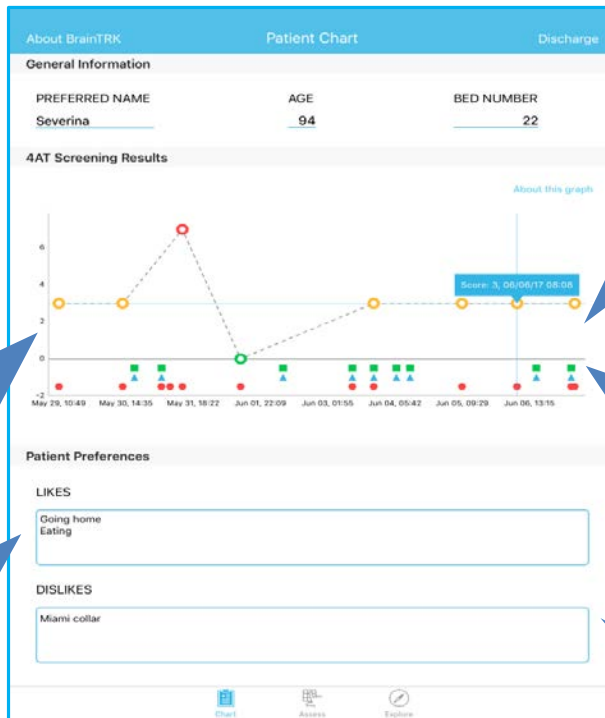 About BrainTRK Patient Chart Discharge
General Information
PREFERRED NAME AGE BED NUMBER
Severina 94 22
4AT Screening Results
About this graph
6
4
Score: 3, 06/06/17 08:08
2
0
-2
May 29, 10:49 May 30, 14:35 May 31, 18:22 Jun 01, 22:09 Jun 03, 01:55 Jun 04, 05:42 Jun 05, 09:29 Jun 06, 13:15
Patient Preferences
LIKES
Going home
Eating
DISLIKES
Miami collar
Chart Assess Explore